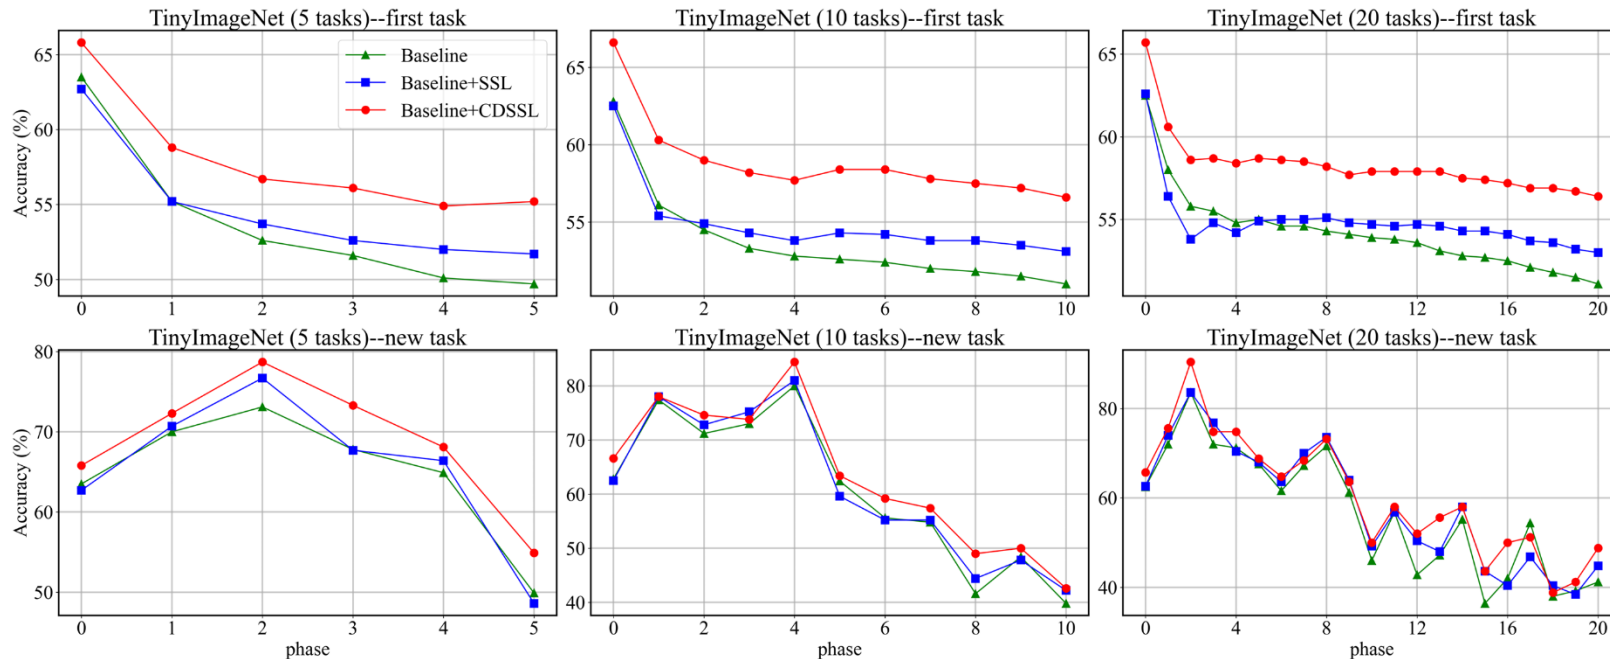 TinyImageNet (5 tasks)--first task
65
60
55
50
Accuracy (%)
0 1 2 3 4 5
Baseline
Baseline+SSL
Baseline+CDSSL
TinyImageNet (10 tasks)--first task
65
60
55
0 2 4 6 8 10
TinyImageNet (20 tasks)--first task
65
60
55
0 4 8 12 16 20
TinyImageNet (5 tasks)--new task
80
70
60
50
Accuracy (%)
0 1 2 3 4 5
phase
TinyImageNet (10 tasks)--new task
80
70
60
50
40
0 2 4 6 8 10
phase
TinyImageNet (20 tasks)--new task
80
60
40
0 4 8 12 16 20
phase